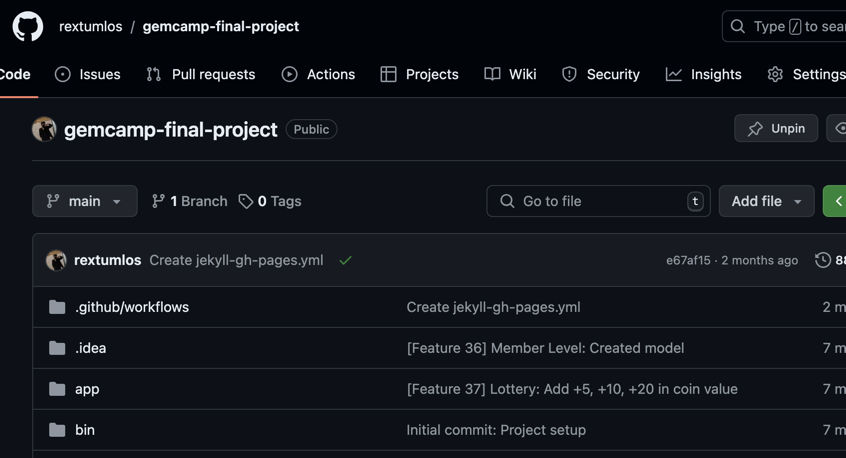 rextumlos / gemcamp-final-project
Type / to sear
Code Issues Pull requests Actions Projects Wiki Security Insights Settings
gemcamp-final-project Public
Unpin
main 1 Branch 0 Tags
Go to file t
Add file
rextumlos Create jekyll-gh-pages.yml e67af15 · 2 months ago 88
.github/workflows Create jekyll-gh-pages.yml 2 m
.idea [Feature 36] Member Level: Created model 7 m
app [Feature 37] Lottery: Add +5, +10, +20 in coin value 7 m
bin Initial commit: Project setup 7 m